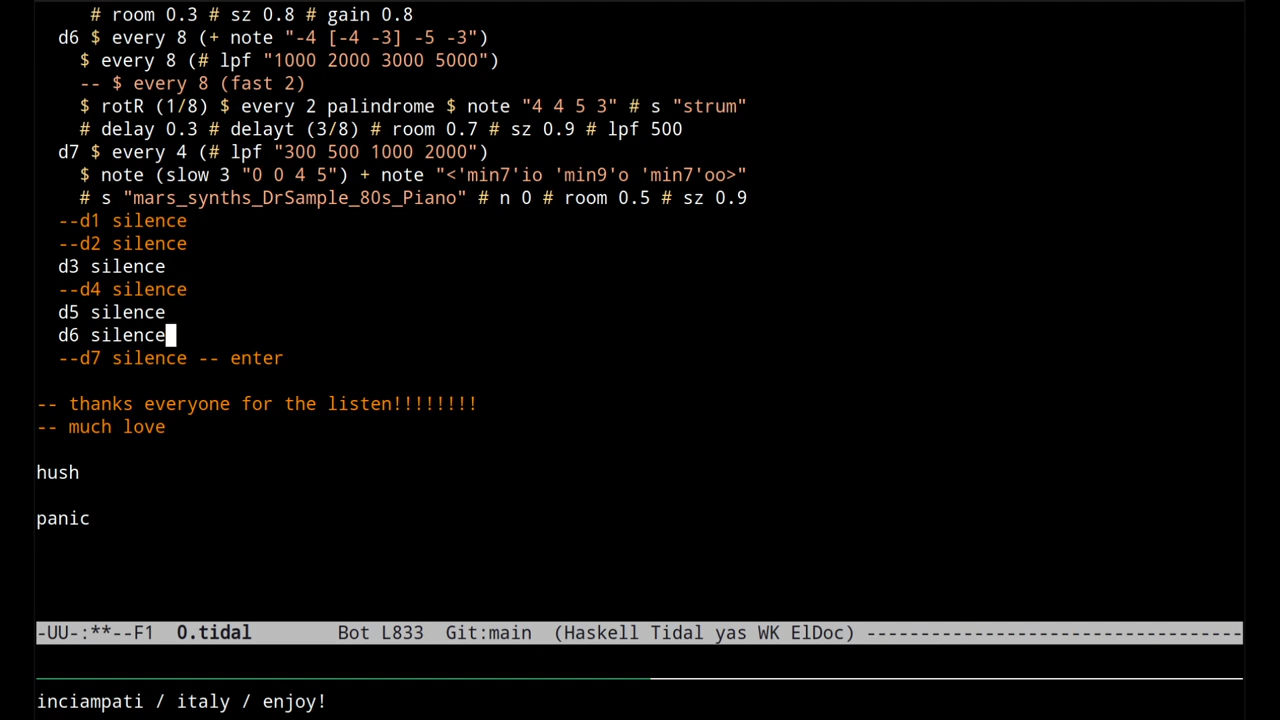 # room 0.3 # sz 0.8 # gain 0.8
d6 $ every 8 (+ note "-4 [-4 -3] -5 -3")
$ every 8 (# lpf "1000 2000 3000 5000")
-- $ every 8 (fast 2)
$ rotR (1/8) $ every 2 palindrome $ note "4 4 5 3" # s "strum"
# delay 0.3 # delayt (3/8) # room 0.7 # sz 0.9 # lpf 500
d7 $ every 4 (# lpf "300 500 1000 2000")
$ note (slow 3 "0 0 4 5") + note "<'min7'io 'min9'o 'min7'oo>"
# s "mars_synths_DrSample_80s_Piano" # n 0 # room 0.5 # sz 0.9
--d1 silence
--d2 silence
d3 silence
--d4 silence
d5 silence
d6 silence
--d7 silence -- enter
-- thanks everyone for the listen!!!!!!!!
-- much love
hush
panic
-UU-:**--F1  0.tidal        Bot L833  Git:main  (Haskell Tidal yas WK ElDoc) -----------------------------------
inciampati / italy / enjoy!